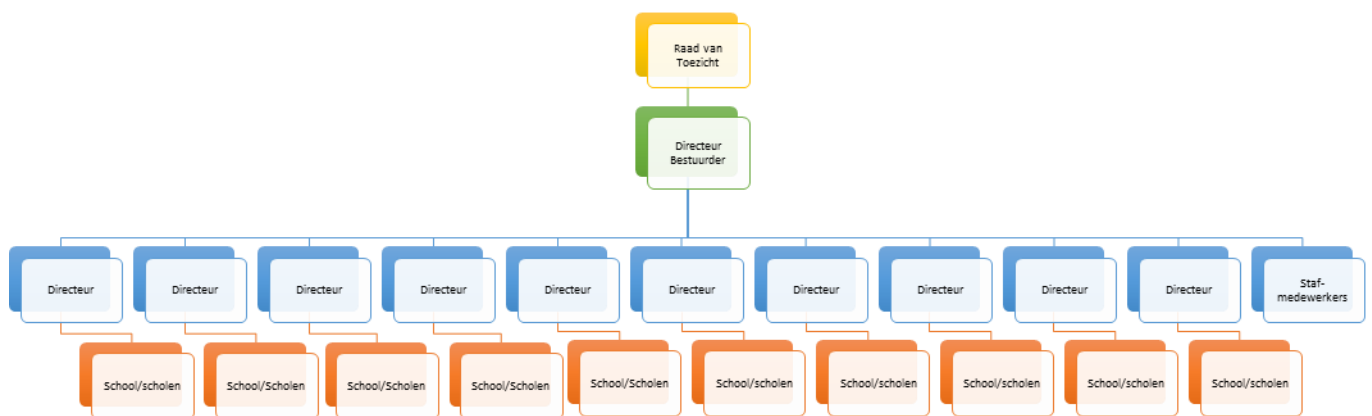 Raad van
Toezicht
Directeur
Bestuurder
Directeur
Directeur
Directeur
Directeur
Directeur
Directeur
Directeur
Directeur
Directeur
Directeur
Staf-
medewerkers
School/scholen
School/Scholen
School/Scholen
School/Scholen
School/Scholen
School/scholen
School/scholen
School/scholen
School/scholen
School/scholen